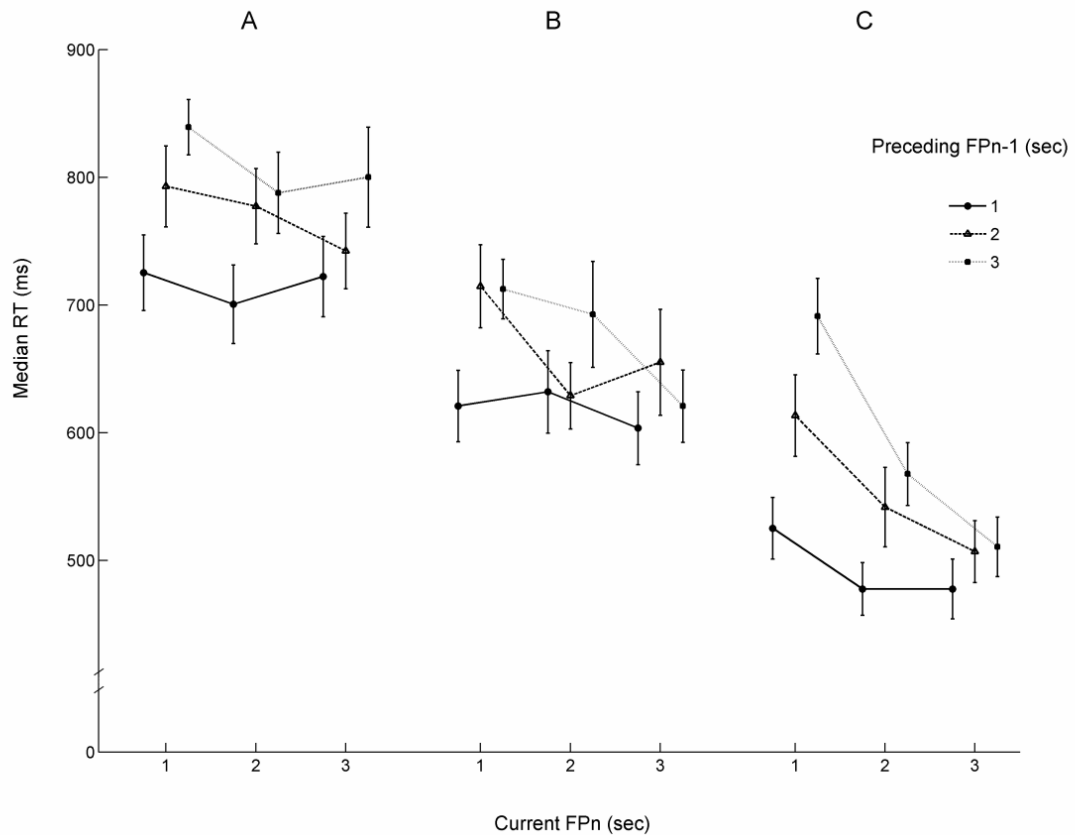 A B C
900
800
700
600
500
0
Median RT (ms)
Preceding FPn-1 (sec)
1
2
3
1 2 3 1 2 3 1 2 3
Current FPn (sec)